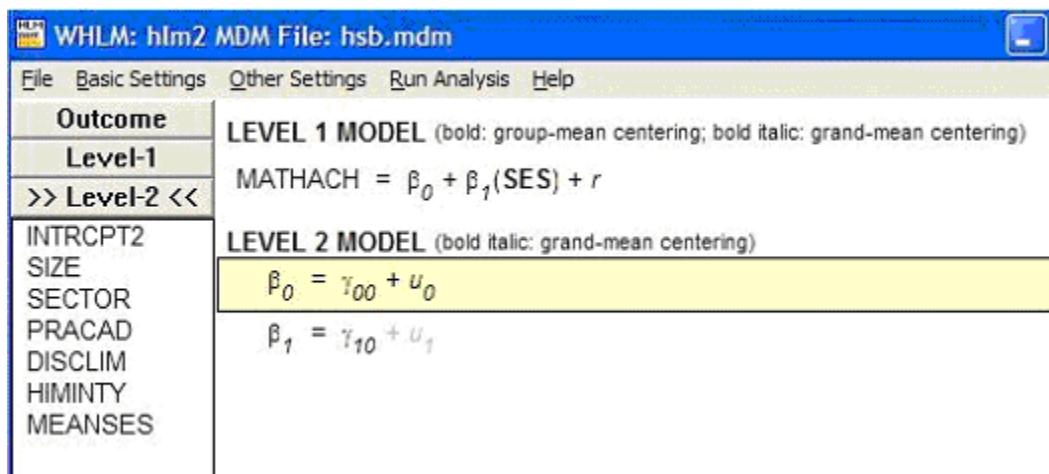 WHLM: hlm2 MDM File: hsb.mdm
File Basic Settings Other Settings Run Analysis Help
Outcome
Level-1
>> Level-2 <<
INTRCPT2
SIZE
SECTOR
PRACAD
DISCLIM
HIMINTY
MEANSES
LEVEL 1 MODEL (bold: group-mean centering; bold italic: grand-mean centering)
MATHACH = β0 + β1(SES) + r
LEVEL 2 MODEL (bold italic: grand-mean centering)
β0 = γ00 + u0
β1 = γ10 + u1